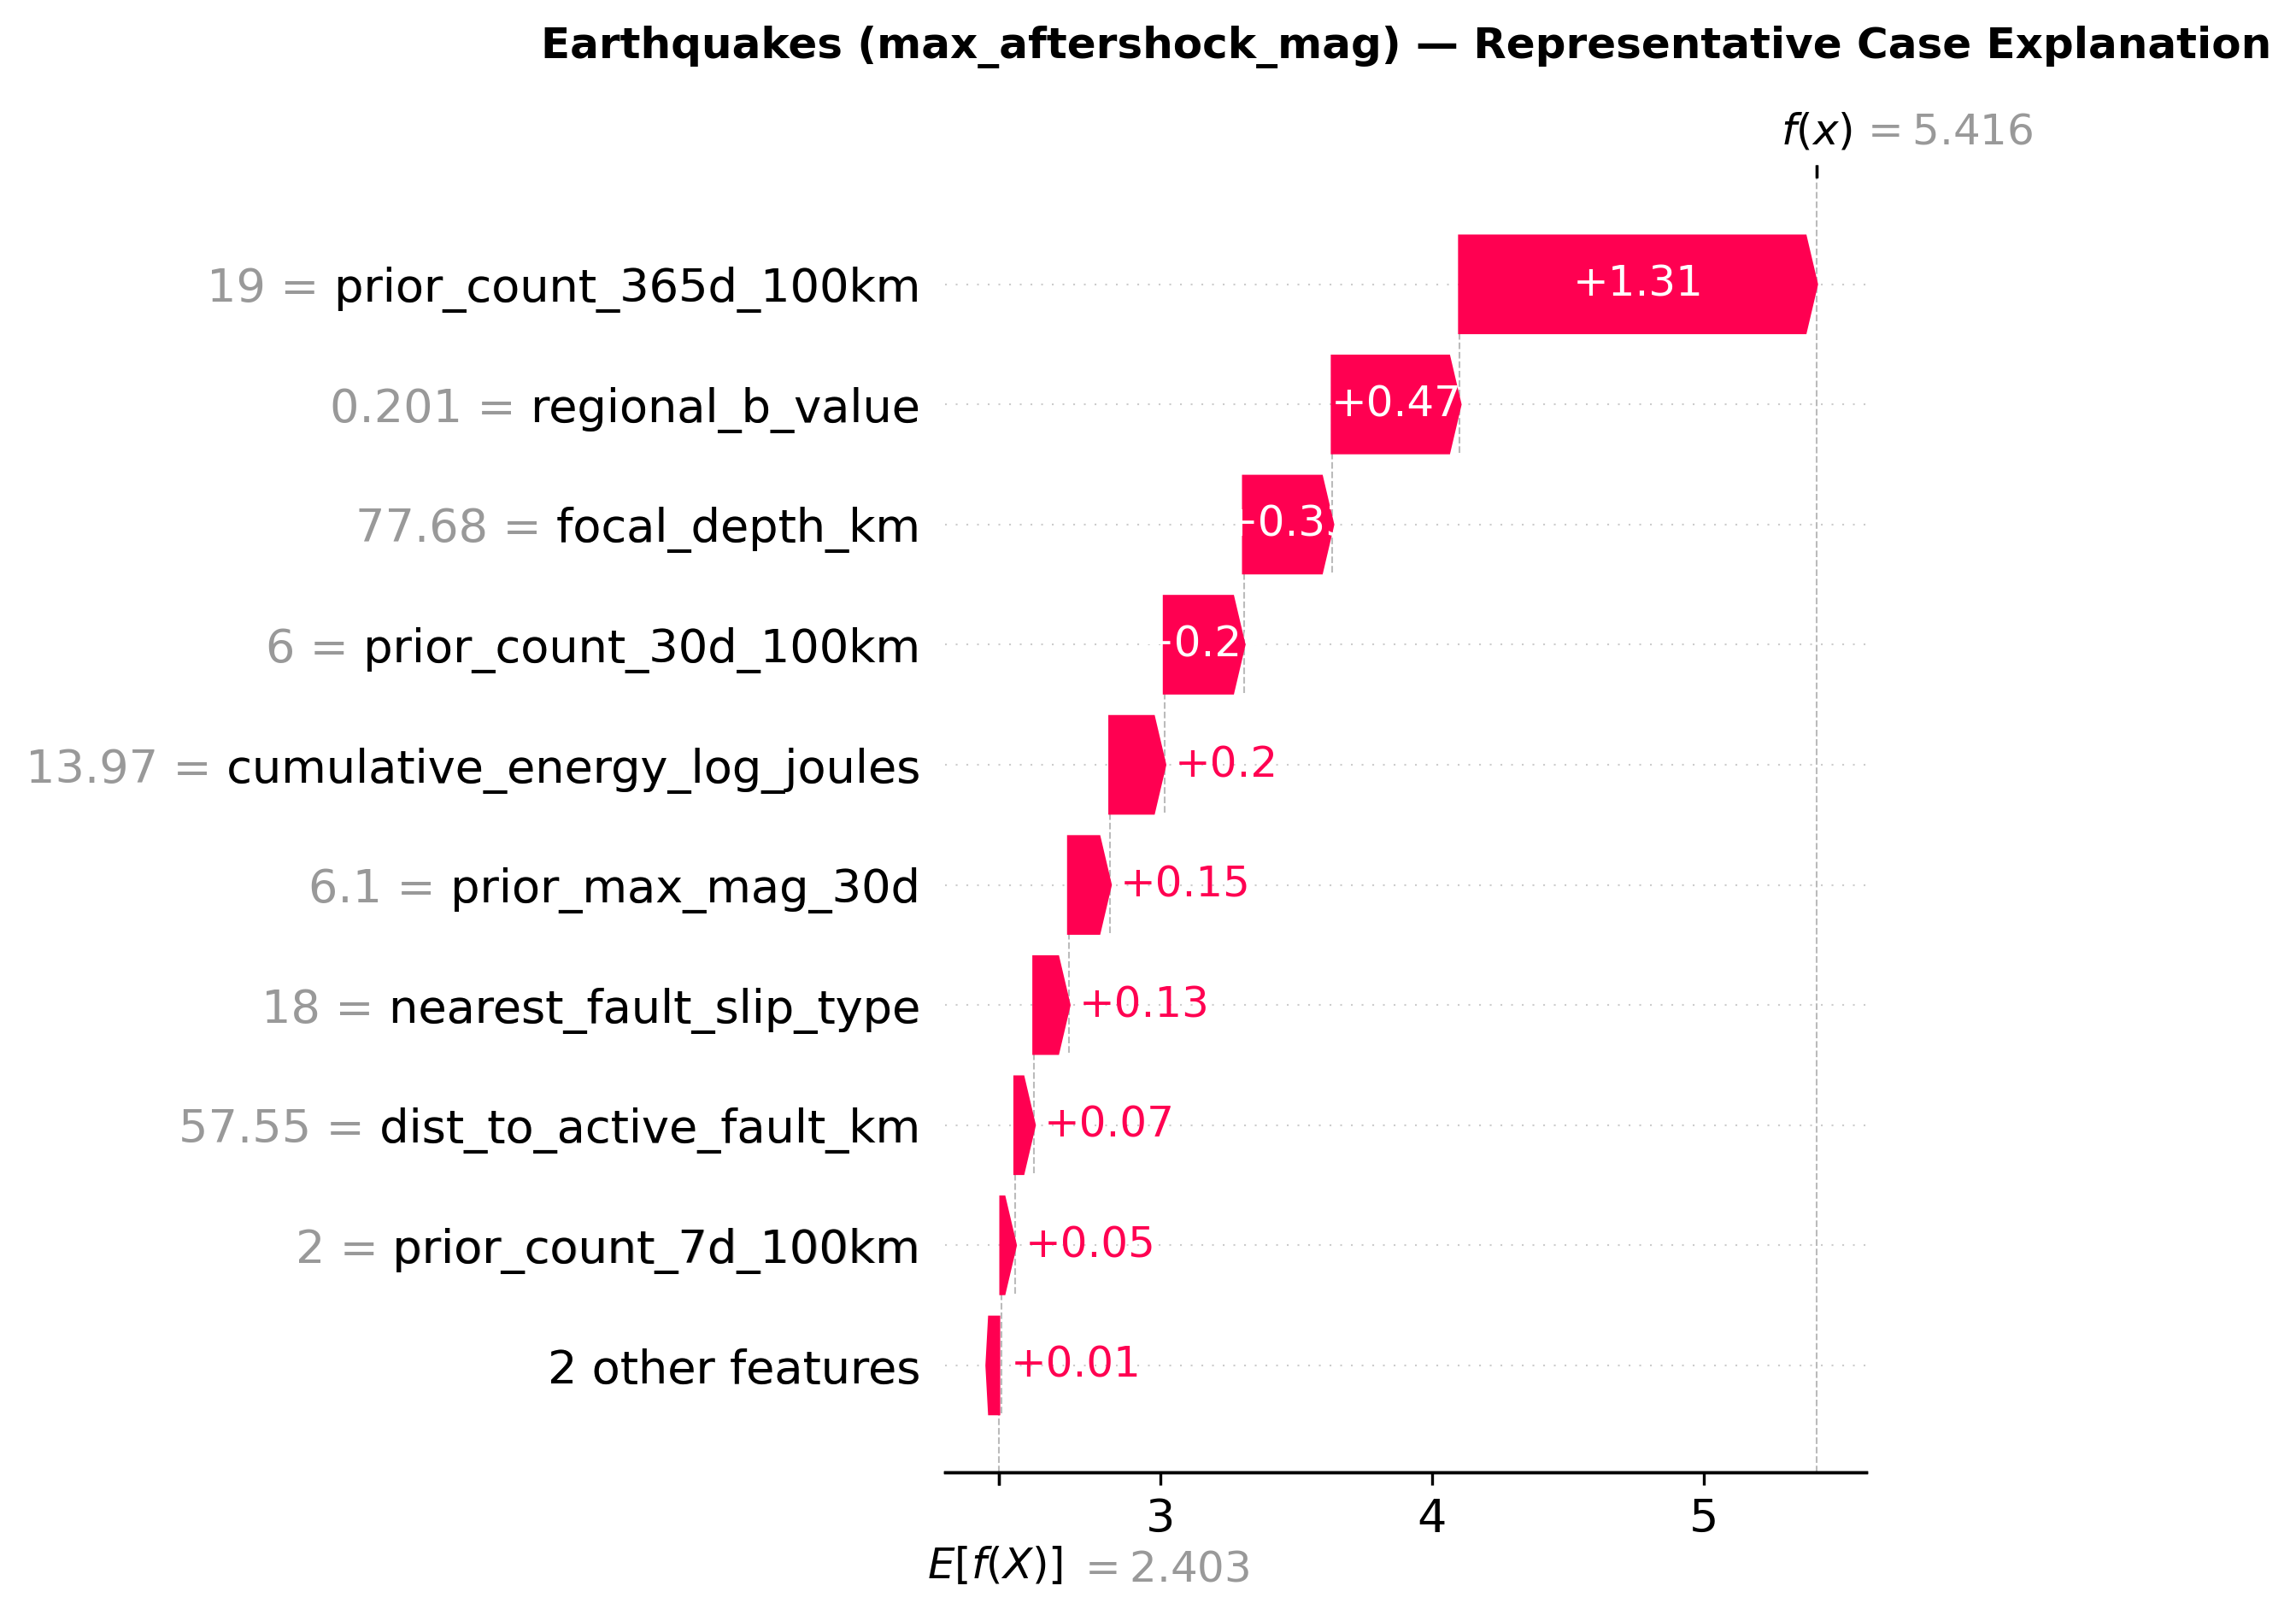 Earthquakes (max_aftershock_mag) — Representative Case Explanation
f(x) = 5.416
19 = prior_count_365d_100km +1.31
0.201 = regional_b_value +0.47
77.68 = focal_depth_km
6 = prior_count_30d_100km
13.97 = cumulative_energy_log_joules +0.2
6.1 = prior_max_mag_30d +0.15
18 = nearest_fault_slip_type +0.13
57.55 = dist_to_active_fault_km +0.07
2 = prior_count_7d_100km +0.05
2 other features +0.01
3 4 5
E[f(X)] = 2.403